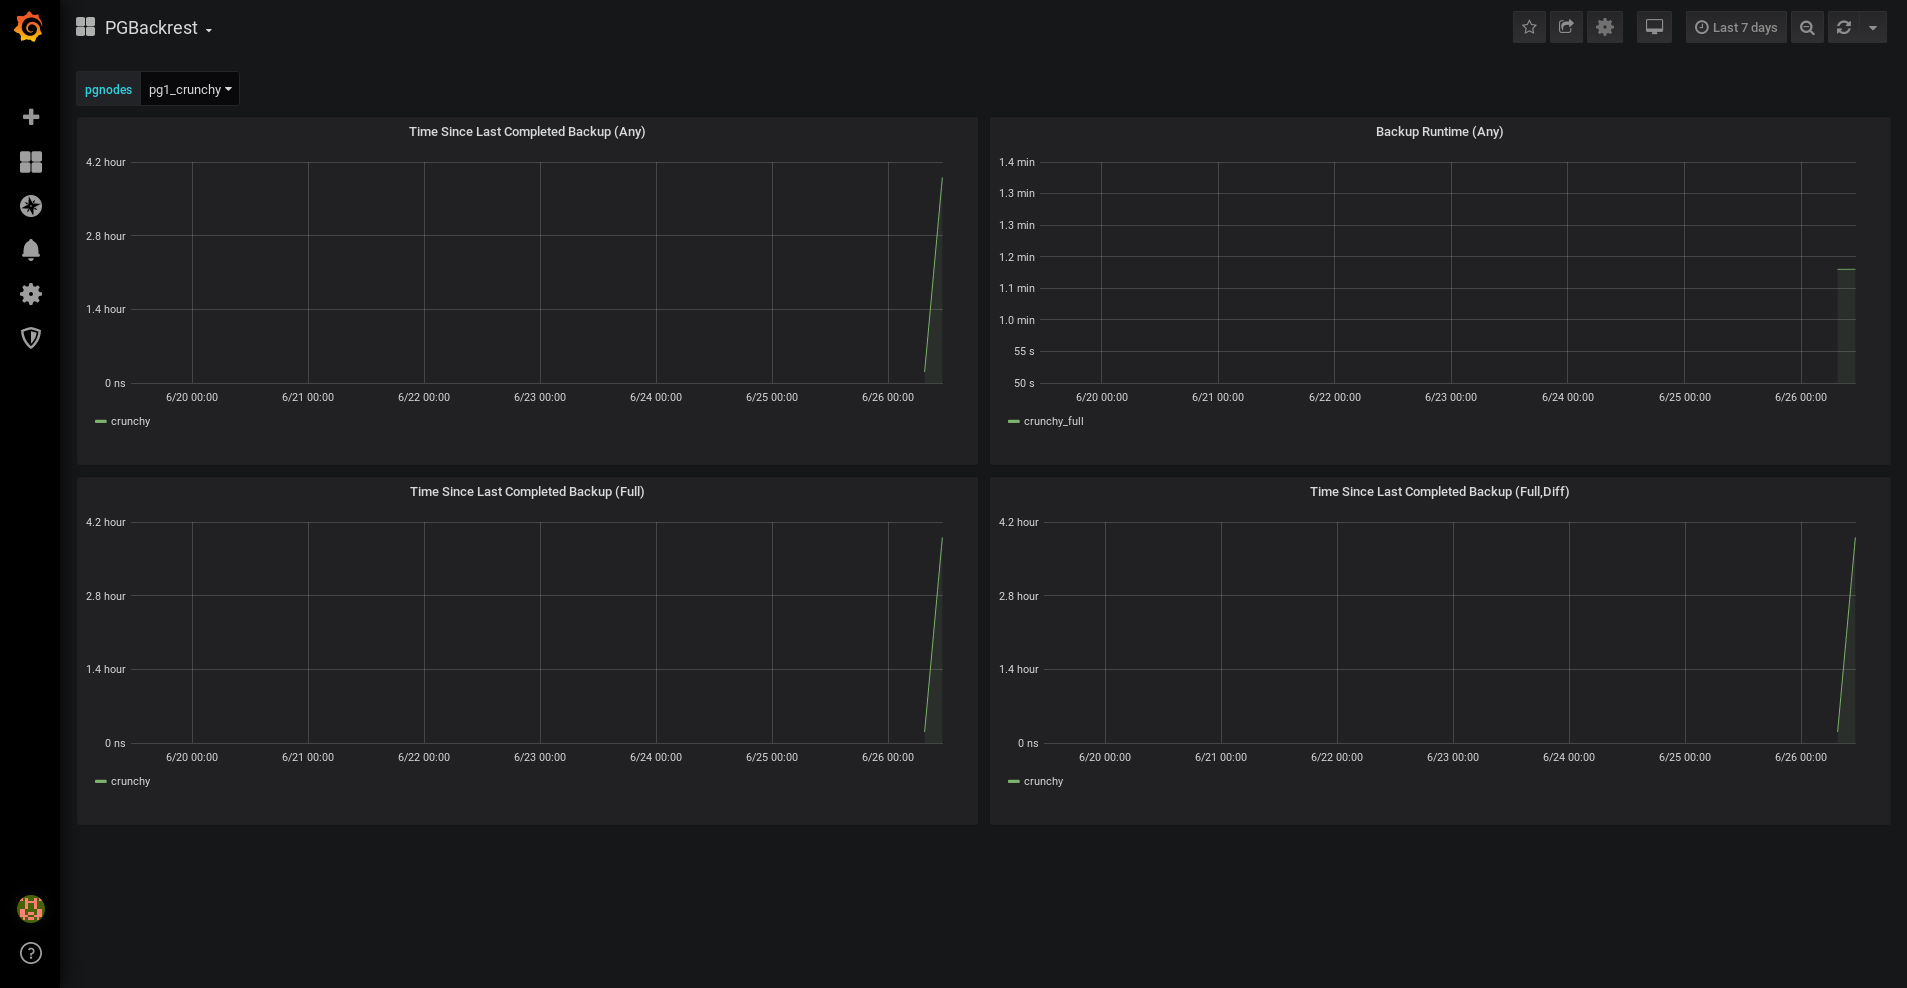 PGBackrest
Last 7 days
pgnodes pg1_crunchy
Time Since Last Completed Backup (Any)
4.2 hour
2.8 hour
1.4 hour
0 ns
6/20 00:00 6/21 00:00 6/22 00:00 6/23 00:00 6/24 00:00 6/25 00:00 6/26 00:00
crunchy
Backup Runtime (Any)
1.4 min
1.3 min
1.3 min
1.2 min
1.1 min
1.0 min
55 s
50 s
6/20 00:00 6/21 00:00 6/22 00:00 6/23 00:00 6/24 00:00 6/25 00:00 6/26 00:00
crunchy_full
Time Since Last Completed Backup (Full)
4.2 hour
2.8 hour
1.4 hour
0 ns
6/20 00:00 6/21 00:00 6/22 00:00 6/23 00:00 6/24 00:00 6/25 00:00 6/26 00:00
crunchy
Time Since Last Completed Backup (Full,Diff)
4.2 hour
2.8 hour
1.4 hour
0 ns
6/20 00:00 6/21 00:00 6/22 00:00 6/23 00:00 6/24 00:00 6/25 00:00 6/26 00:00
crunchy
?